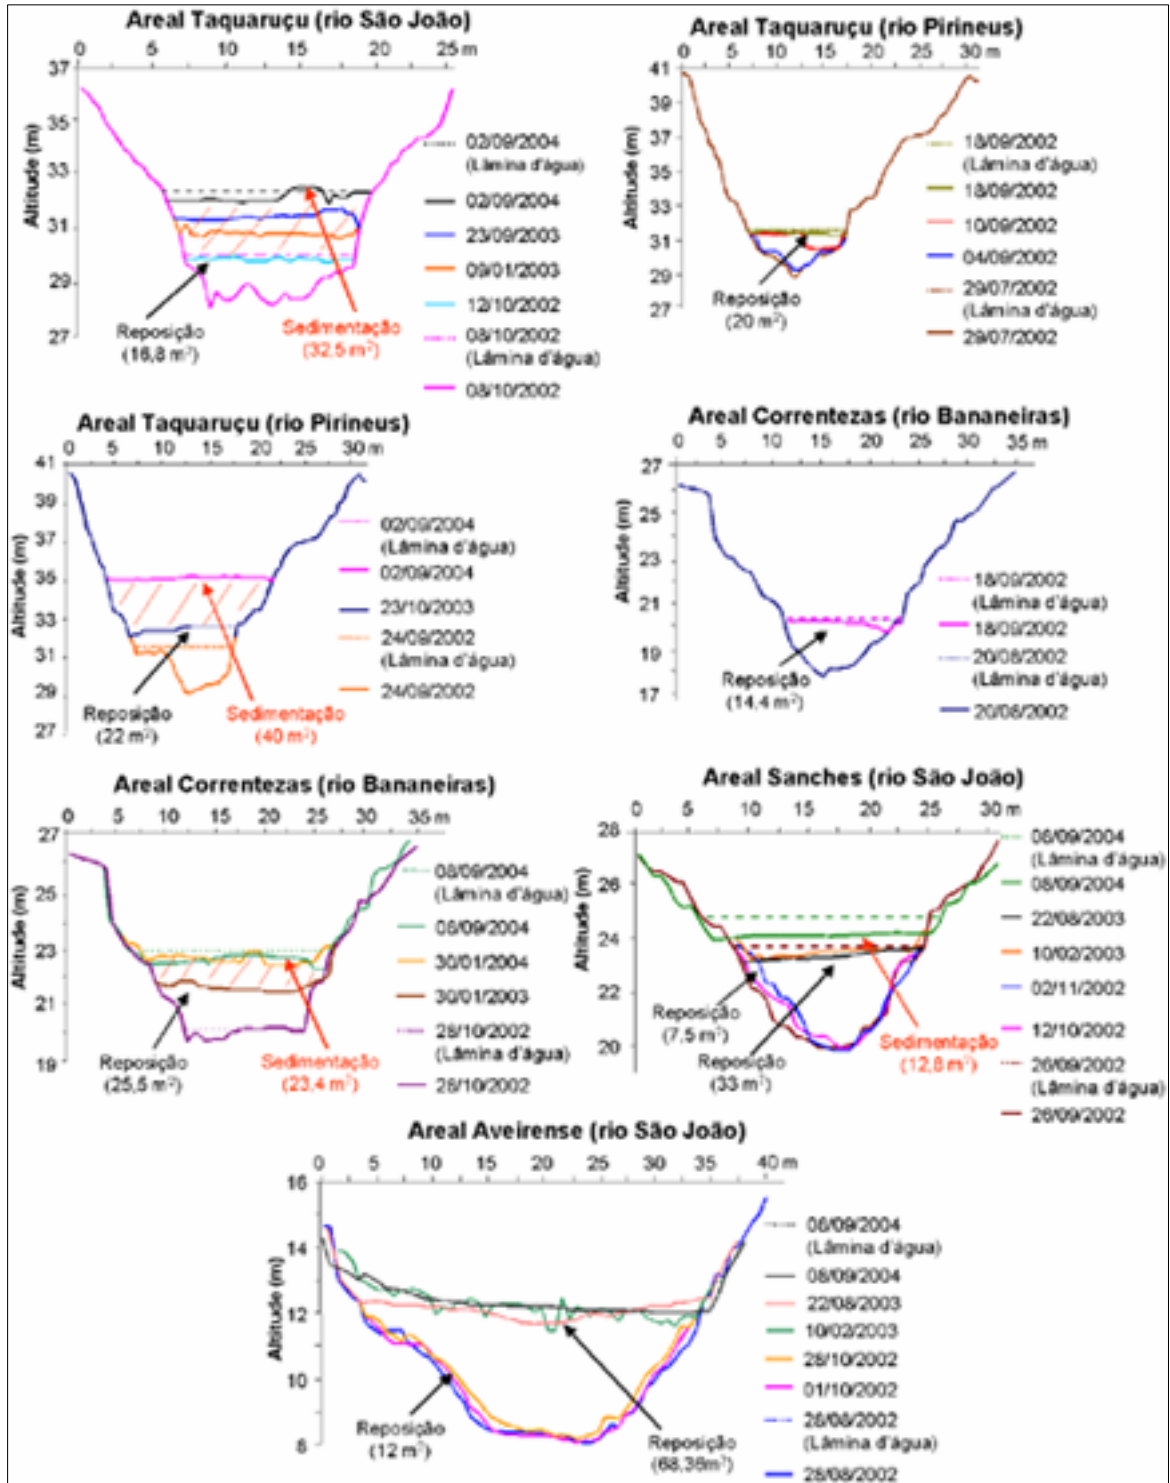 Areal Taquaruçu (rio São João)
0 5 10 15 20 25 m
37
35
33
31
29
27
Altitude (m)
02/09/2004
(Lâmina d'água)
02/09/2004
23/09/2003
09/01/2003
12/10/2002
08/10/2002
(Lâmina d'água)
08/10/2002
Reposição
(16,8 m²)
Sedimentação
(32,5 m²)
Areal Taquaruçu (rio Pirineus)
0 5 10 15 20 25 30 m
41
39
37
35
33
31
29
27
Altitude (m)
18/09/2002
(Lâmina d'água)
18/09/2002
10/09/2002
04/09/2002
29/07/2002
(Lâmina d'água)
29/07/2002
Reposição
(20 m²)
Areal Taquaruçu (rio Pirineus)
0 5 10 15 20 25 30 m
41
39
37
35
33
31
29
27
Altitude (m)
02/09/2004
(Lâmina d'água)
02/09/2004
23/10/2003
24/09/2002
(Lâmina d'água)
24/09/2002
Reposição
(22 m²)
Sedimentação
(40 m²)
Areal Correntezas (rio Bananeiras)
0 5 10 15 20 25 30 35 m
27
25
23
21
19
17
Altitude (m)
18/09/2002
(Lâmina d'água)
18/09/2002
20/08/2002
(Lâmina d'água)
20/08/2002
Reposição
(14,4 m²)
Areal Correntezas (rio Bananeiras)
0 5 10 15 20 25 30 35 m
27
25
23
21
19
Altitude (m)
08/09/2004
(Lâmina d'água)
08/09/2004
30/01/2004
30/01/2003
28/10/2002
(Lâmina d'água)
28/10/2002
Reposição
(25,5 m²)
Sedimentação
(23,4 m²)
Areal Sanches (rio São João)
0 5 10 15 20 25 30 m
28
26
24
22
20
Altitude (m)
08/09/2004
(Lâmina d'água)
08/09/2004
22/08/2003
10/02/2003
02/11/2002
12/10/2002
26/09/2002
(Lâmina d'água)
26/09/2002
Reposição
(7,5 m²)
Reposição
(33 m²)
Sedimentação
(12,8 m²)
Areal Aveirense (rio São João)
0 5 10 15 20 25 30 35 40 m
16
14
12
10
8
Altitude (m)
08/09/2004
(Lâmina d'água)
08/09/2004
22/08/2003
10/02/2003
28/10/2002
01/10/2002
28/08/2002
(Lâmina d'água)
28/08/2002
Reposição
(12 m²)
Reposição
(68,36m²)